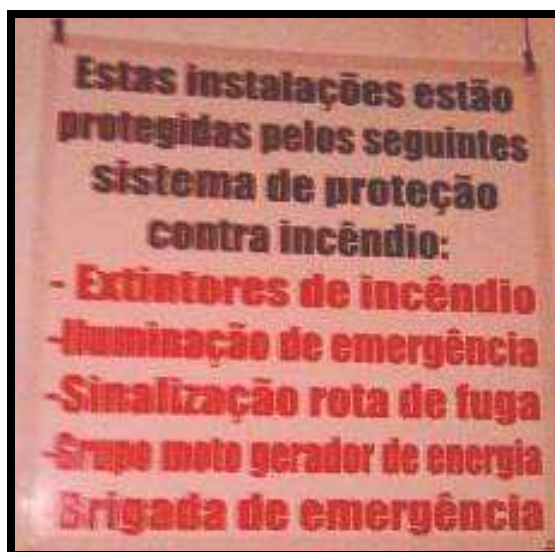 Estas instalações estão
protegidas pelos seguintes
sistema de proteção
contra incêndio:
- Extintores de incêndio
-Iluminação de emergência
-Sinalização rota de fuga
-Grupo moto gerador de energia
Brigada de emergência